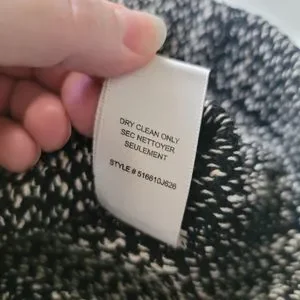 DRY CLEAN ONLY
SEC NETTOYER
SEULEMENT
STYLE # 516610J626